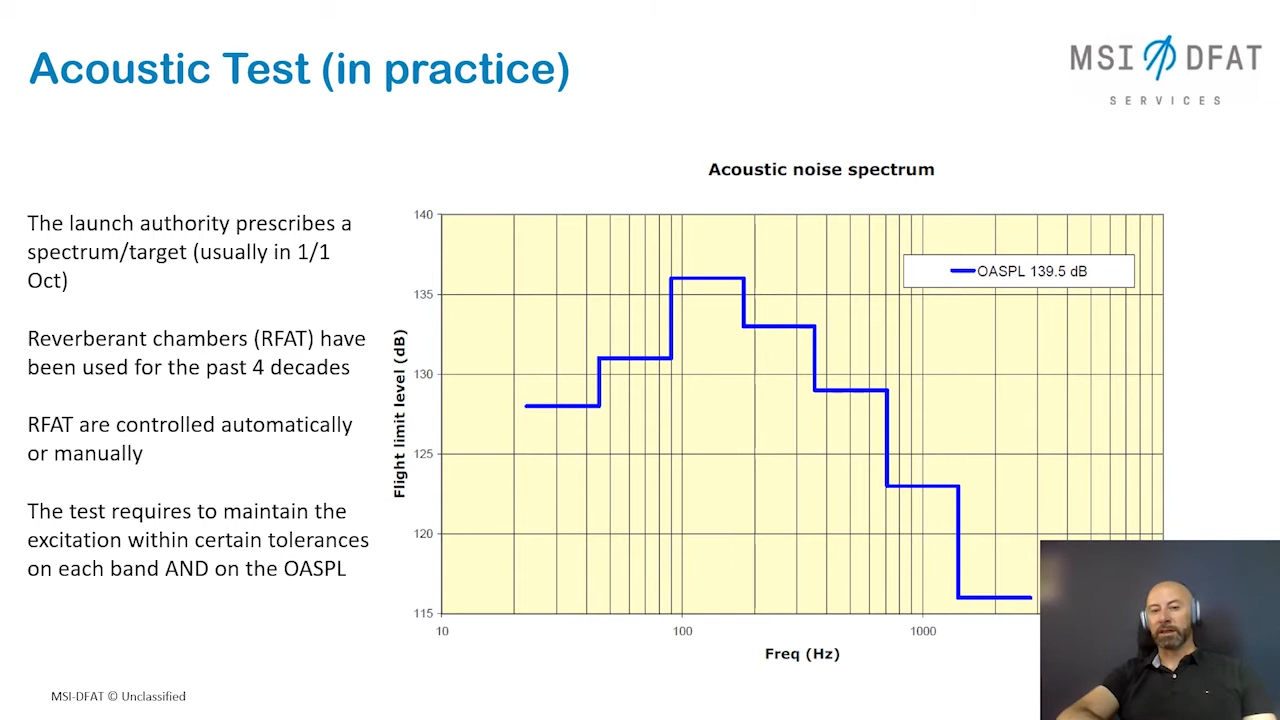 Acoustic Test (in practice)
MSI DFAT
SERVICES
The launch authority prescribes a
spectrum/target (usually in 1/1
Oct)
Reverberant chambers (RFAT) have
been used for the past 4 decades
RFAT are controlled automatically
or manually
The test requires to maintain the
excitation within certain tolerances
on each band AND on the OASPL
Acoustic noise spectrum
OASPL 139.5 dB
Flight limit level (dB)
140
135
130
125
120
115
10
100
1000
Freq (Hz)
MSI-DFAT © Unclassified